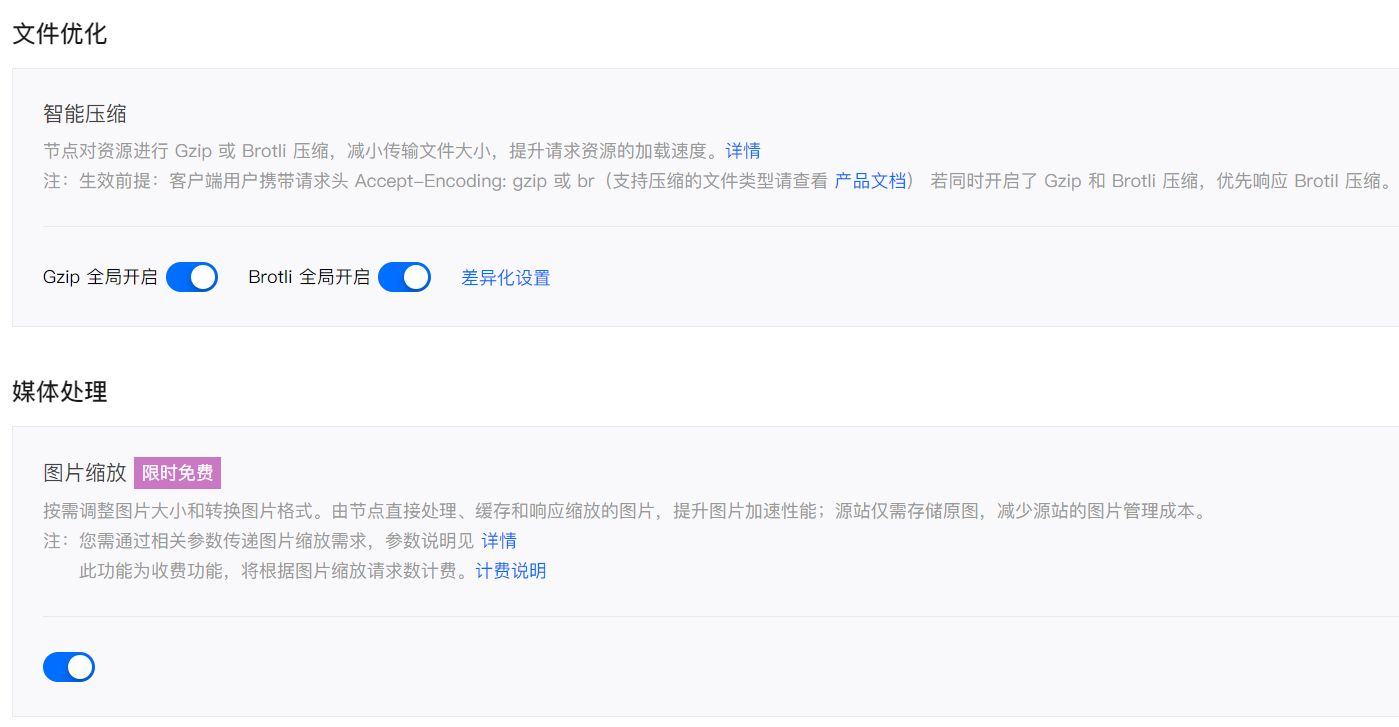 文件优化
智能压缩
节点对资源进行 Gzip 或 Brotli 压缩，减小传输文件大小，提升请求资源的加载速度。详情
注：生效前提：客户端用户携带请求头 Accept-Encoding: gzip 或 br（支持压缩的文件类型请查看 产品文档） 若同时开启了 Gzip 和 Brotli 压缩，优先响应 Brotil 压缩。
Gzip 全局开启 Brotli 全局开启 差异化设置
媒体处理
图片缩放 限时免费
按需调整图片大小和转换图片格式。由节点直接处理、缓存和响应缩放的图片，提升图片加速性能；源站仅需存储原图，减少源站的图片管理成本。
注：您需通过相关参数传递图片缩放需求，参数说明见 详情
此功能为收费功能，将根据图片缩放请求数计费。计费说明